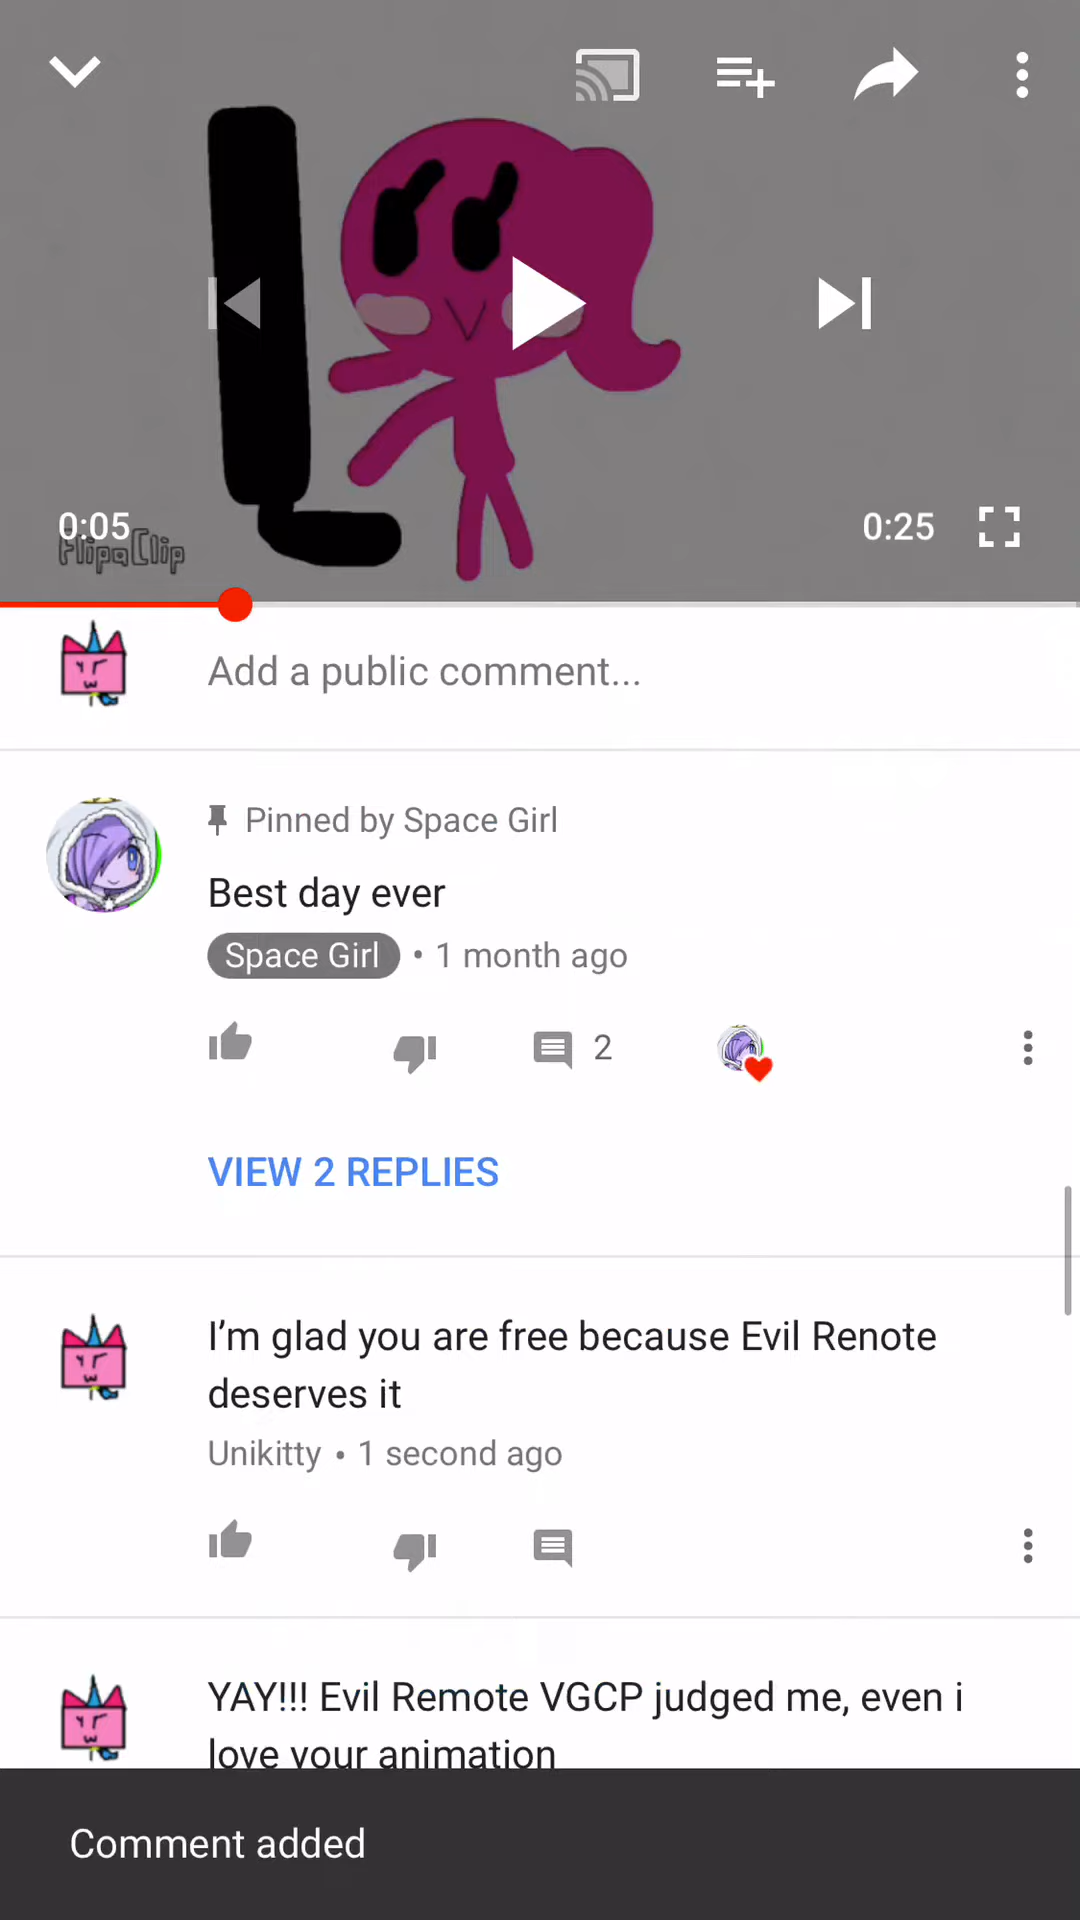 0:05
FlipaClip
0:25
Add a public comment...
Pinned by Space Girl
Best day ever
Space Girl • 1 month ago
2
VIEW 2 REPLIES
I’m glad you are free because Evil Renote
deserves it
Unikitty • 1 second ago
YAY!!! Evil Remote VGCP judged me, even i
love your animation
Comment added